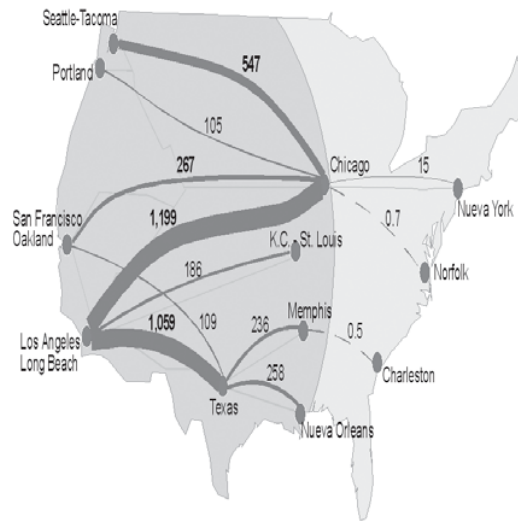 Seattle-Tacoma
Portland
547
105
267
Chicago
15
Nueva York
San Francisco
Oakland
1,199
0.7
K.C. - St. Louis
Norfolk
186
Los Angeles
Long Beach
1,059
109
236
Memphis
0.5
258
Charleston
Texas
Nueva Orleans